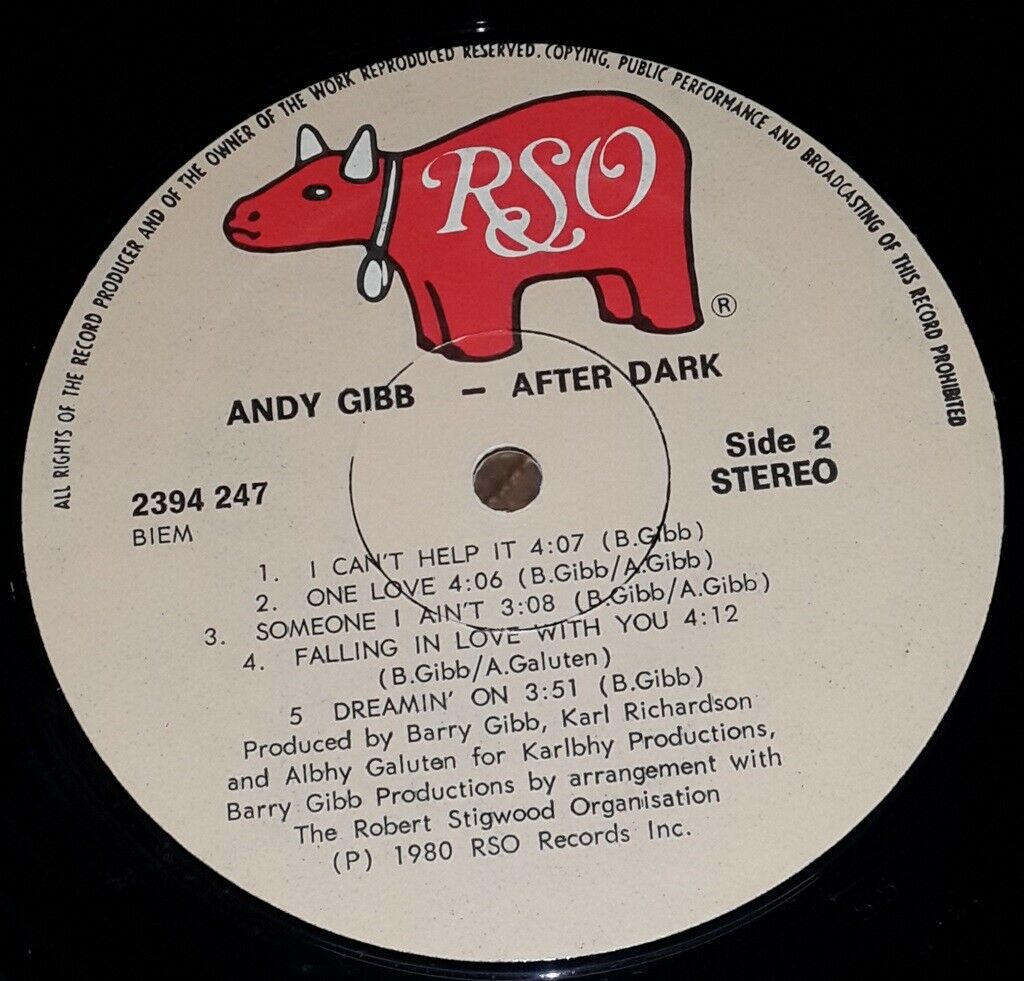 ALL RIGHTS OF THE RECORD PRODUCER AND OF THE OWNER OF THE WORK REPRODUCED RESERVED. COPYING, PUBLIC PERFORMANCE AND BROADCASTING OF THIS RECORD PROHIBITED
RSO
®
ANDY GIBB – AFTER DARK
Side 2
STEREO
2394 247
BIEM
1. I CAN'T HELP IT 4:07 (B.Gibb)
2. ONE LOVE 4:06 (B.Gibb/A.Gibb)
3. SOMEONE I AIN'T 3:08 (B.Gibb/A.Gibb)
4. FALLING IN LOVE WITH YOU 4:12
(B.Gibb/A.Galuten)
5 DREAMIN' ON 3:51 (B.Gibb)
Produced by Barry Gibb, Karl Richardson
and Albhy Galuten for Karlbhy Productions,
Barry Gibb Productions by arrangement with
The Robert Stigwood Organisation
(P) 1980 RSO Records Inc.